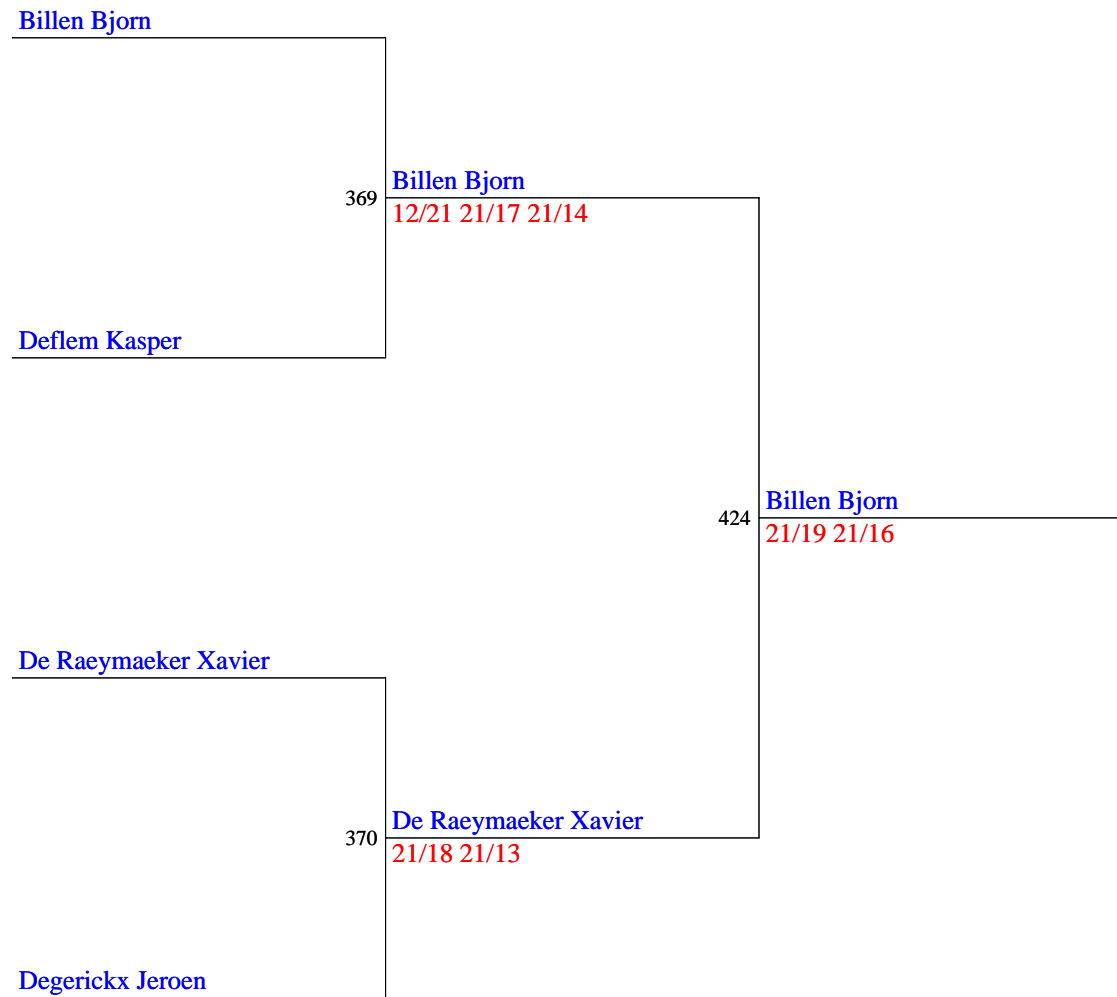 Billen Bjorn
369
Billen Bjorn
12/21 21/17 21/14
Deflem Kasper
424
Billen Bjorn
21/19 21/16
De Raeymaeker Xavier
370
De Raeymaeker Xavier
21/18 21/13
Degerickx Jeroen